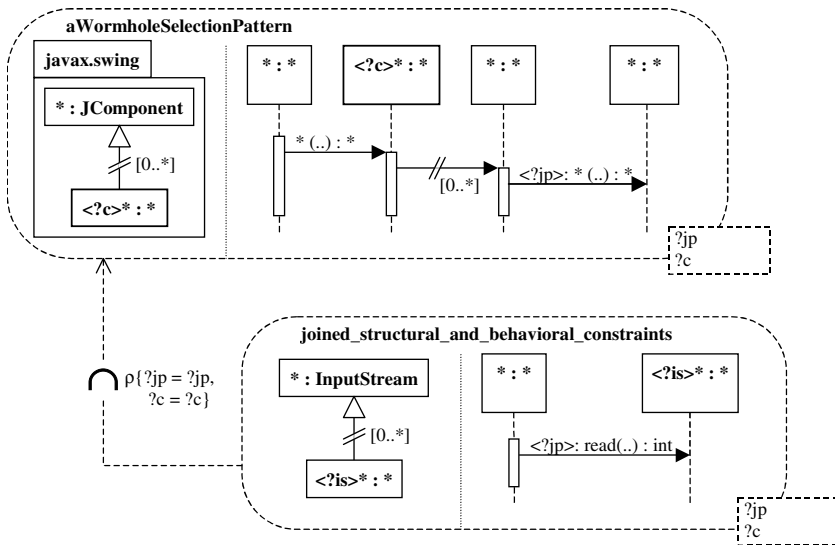 aWormholeSelectionPattern
javax.swing
* : JComponent
[0..*]
<?c>* : *
* : *
<?c>* : *
* : *
* : *
* (..) : *
[0..*]
<?jp>: * (..) : *
?jp
?c
∩ ρ{?jp = ?jp,
?c = ?c}
joined_structural_and_behavioral_constraints
* : InputStream
[0..*]
<?is>* : *
* : *
<?is>* : *
<?jp>: read(..) : int
?jp
?c